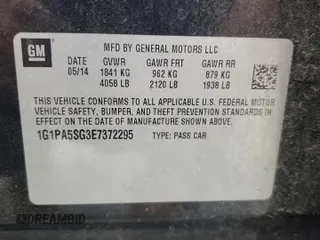 GM
MFD BY GENERAL MOTORS LLC
DATE GVWR GAWR FRT GAWR RR
05/14 1841 KG 962 KG 879 KG
4058 LB 2120 LB 1938 LB
THIS VEHICLE CONFORMS TO ALL APPLICABLE U.S. FEDERAL MOTOR
VEHICLE SAFETY, BUMPER, AND THEFT PREVENTION STANDARDS IN
EFFECT ON THE DATE OF MANUFACTURE SHOWN ABOVE.
1G1PA5SG3E7372295 TYPE: PASS CAR
IDREAMBID